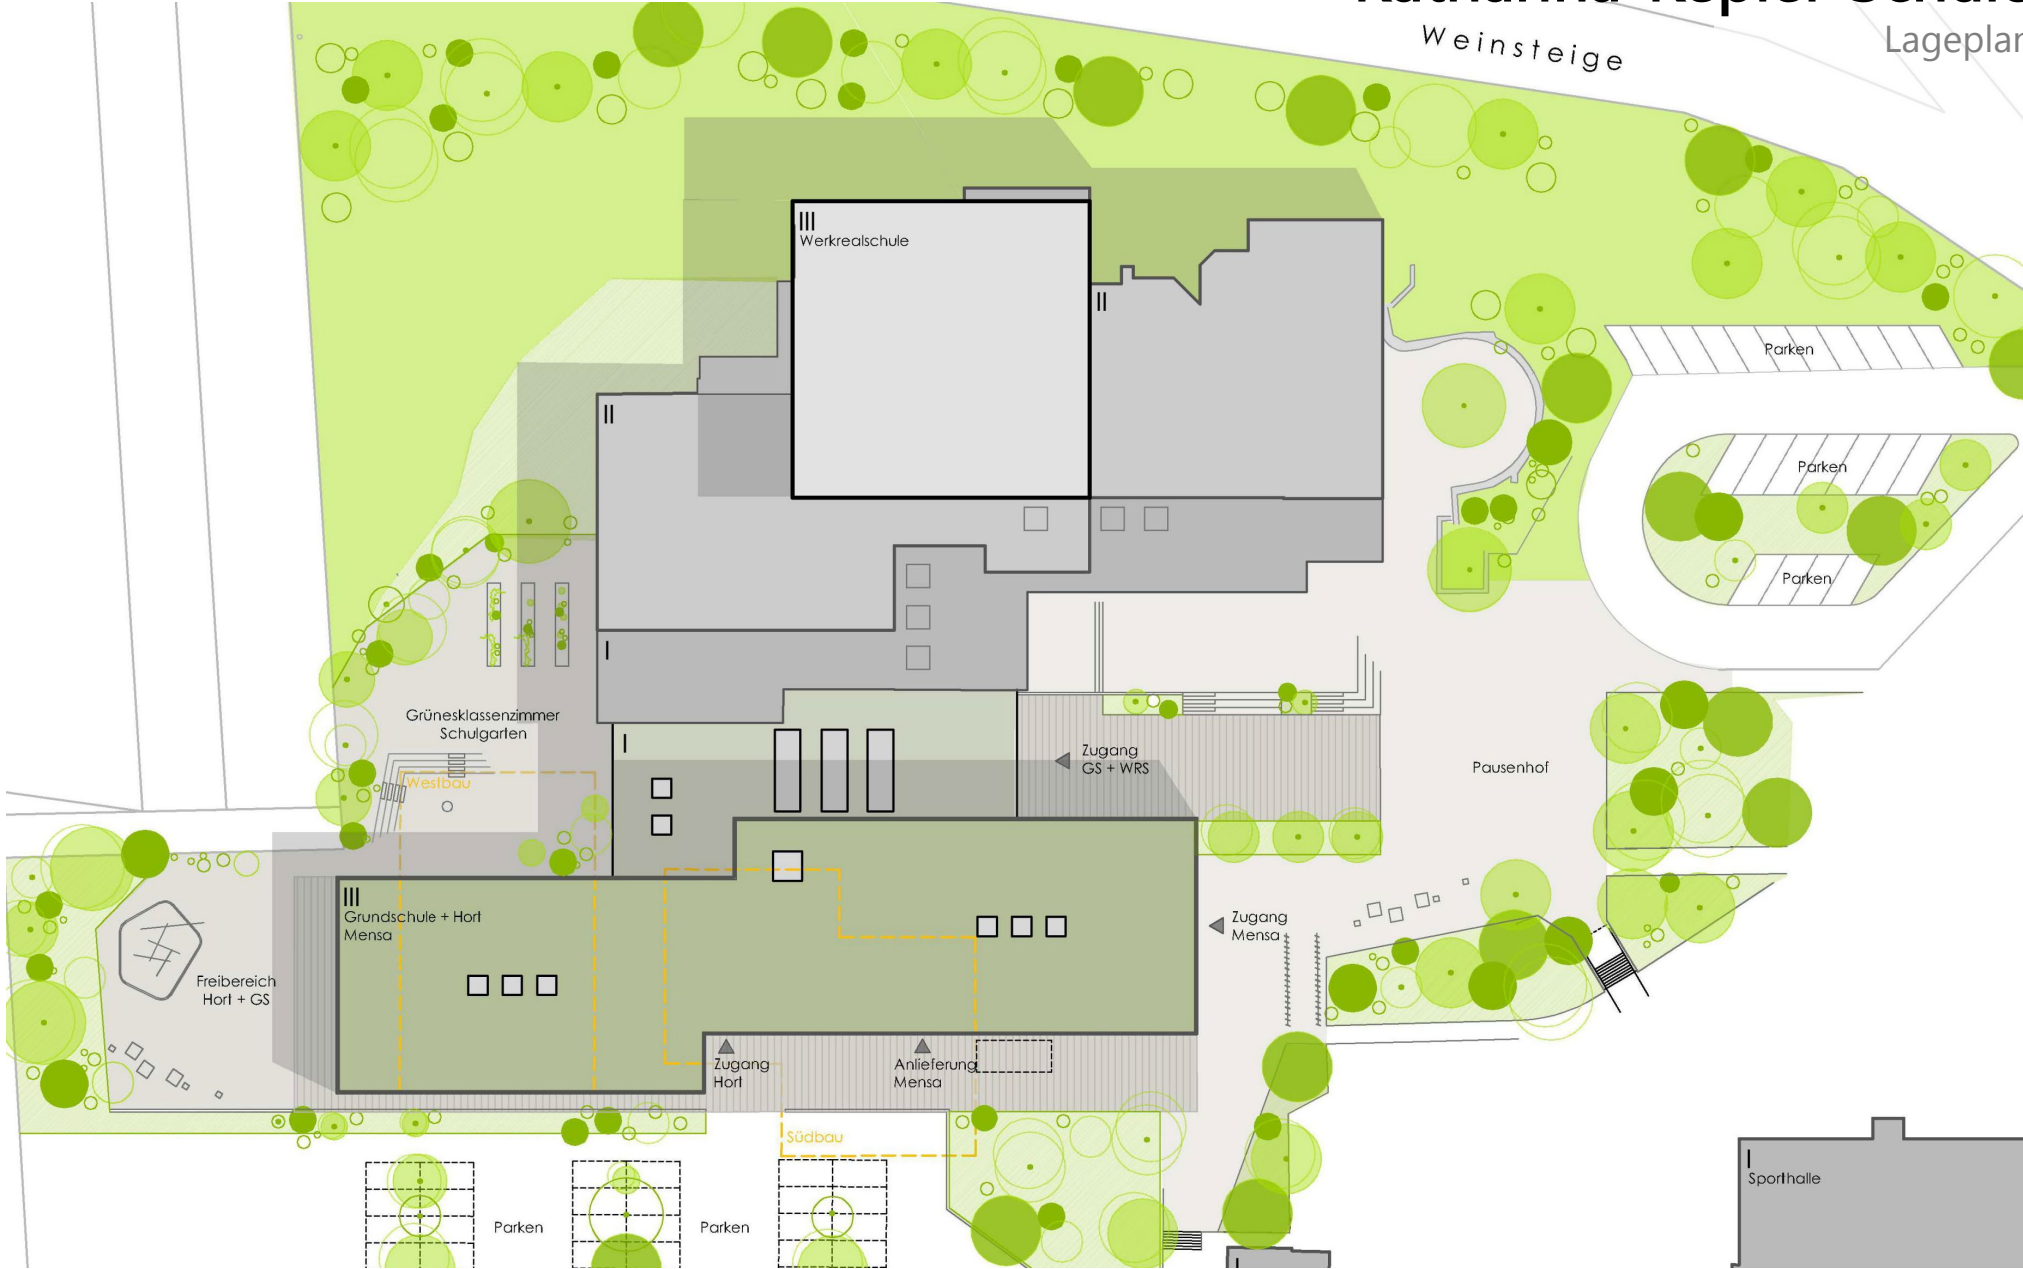 Weinsteige
Lageplan
III
Werkrealschule
II
II
Parken
Parken
Parken
I
Grünesklassenzimmer
Schulgarten
I
Zugang
GS + WRS
Pausenhof
Westbau
III
Grundschule + Hort
Mensa
Zugang
Mensa
Freibereich
Hort + GS
Zugang
Hort
Anlieferung
Mensa
Südbau
I
Sporthalle
Parken
Parken
I